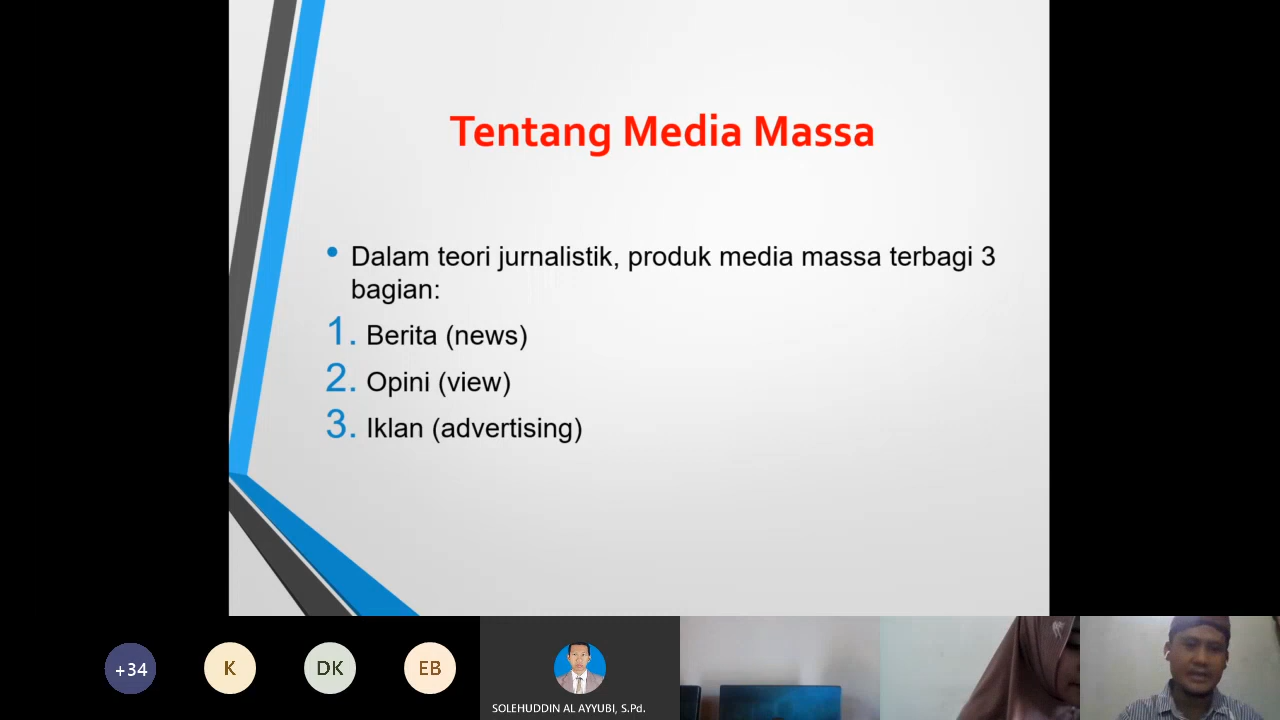 Tentang Media Massa
• Dalam teori jurnalistik, produk media massa terbagi 3
bagian:
1. Berita (news)
2. Opini (view)
3. Iklan (advertising)
+34
K
DK
EB
SOLEHUDDIN AL AYYUBI, S.Pd.